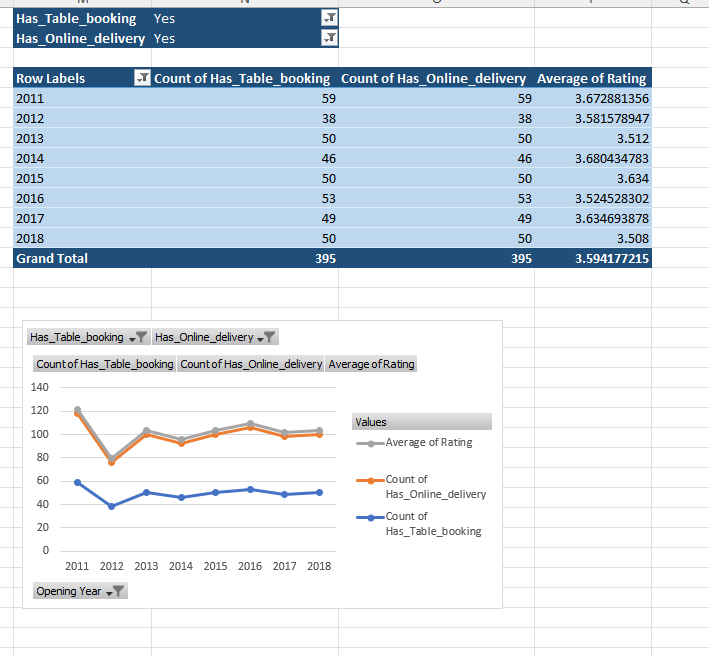 Has_Table_booking Yes
Has_Online_delivery Yes
Row Labels Count of Has_Table_booking Count of Has_Online_delivery Average of Rating
2011 59 59 3.672881356
2012 38 38 3.581578947
2013 50 50 3.512
2014 46 46 3.680434783
2015 50 50 3.634
2016 53 53 3.524528302
2017 49 49 3.634693878
2018 50 50 3.508
Grand Total 395 395 3.594177215
Has_Table_booking Has_Online_delivery
Count of Has_Table_booking Count of Has_Online_delivery Average of Rating
140
120
100
80
60
40
20
0
2011 2012 2013 2014 2015 2016 2017 2018
Values
Average of Rating
Count of
Has_Online_delivery
Count of
Has_Table_booking
Opening Year